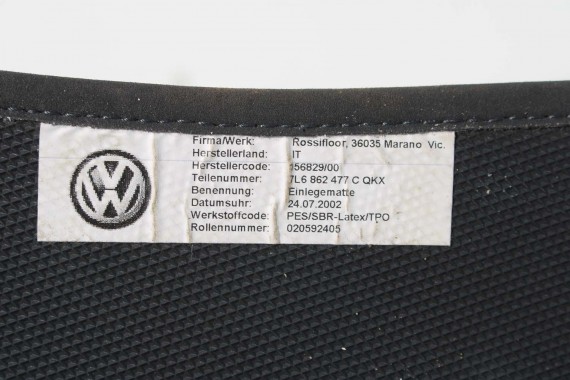 Firma/Werk: Rossifloor, 36035 Marano Vic.
Herstellerland: IT
Herstellercode: 156829/00
Teilenummer: 7L6 862 477 C QKX
Benennung: Einlegematte
Datumsuhr: 24.07.2002
Werkstoffcode: PES/SBR-Latex/TPO
Rollennummer: 020592405